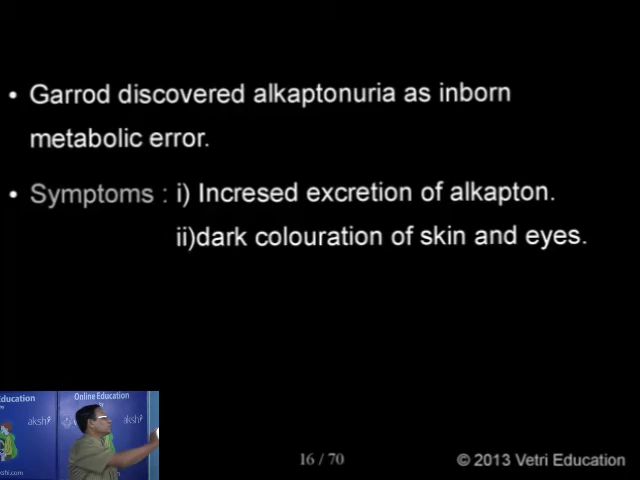 • Garrod discovered alkaptonuria as inborn
metabolic error.
• Symptoms : i) Incresed excretion of alkapton.
ii)dark colouration of skin and eyes.
Online Education
aksh
aksh
16 / 70
© 2013 Vetri Education